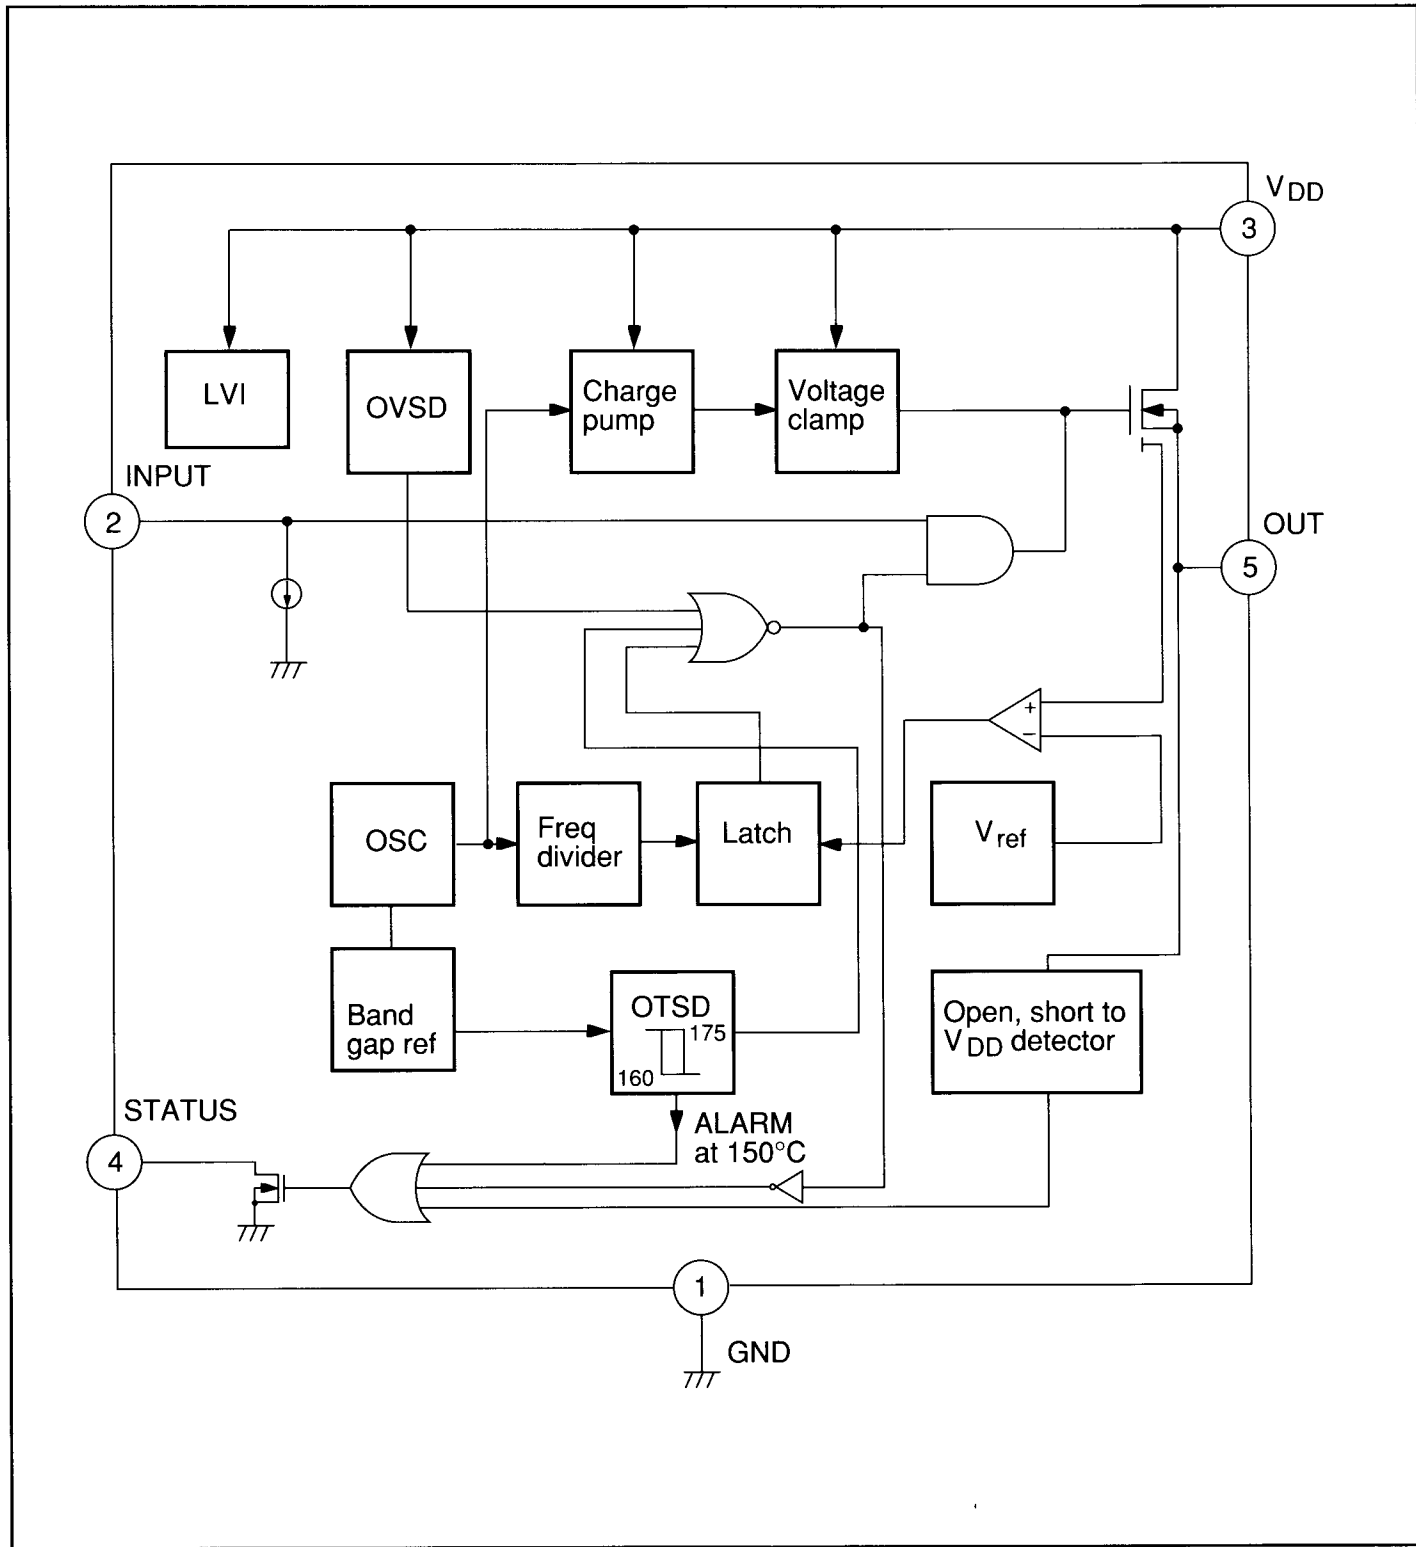 VDD
3
LVI
OVSD
Charge
pump
Voltage
clamp
INPUT
2
OUT
5
+
−
OSC
Freq
divider
Latch
Vref
Band
gap ref
OTSD
175
160
Open, short to
VDD detector
STATUS
4
ALARM
at 150°C
1
GND